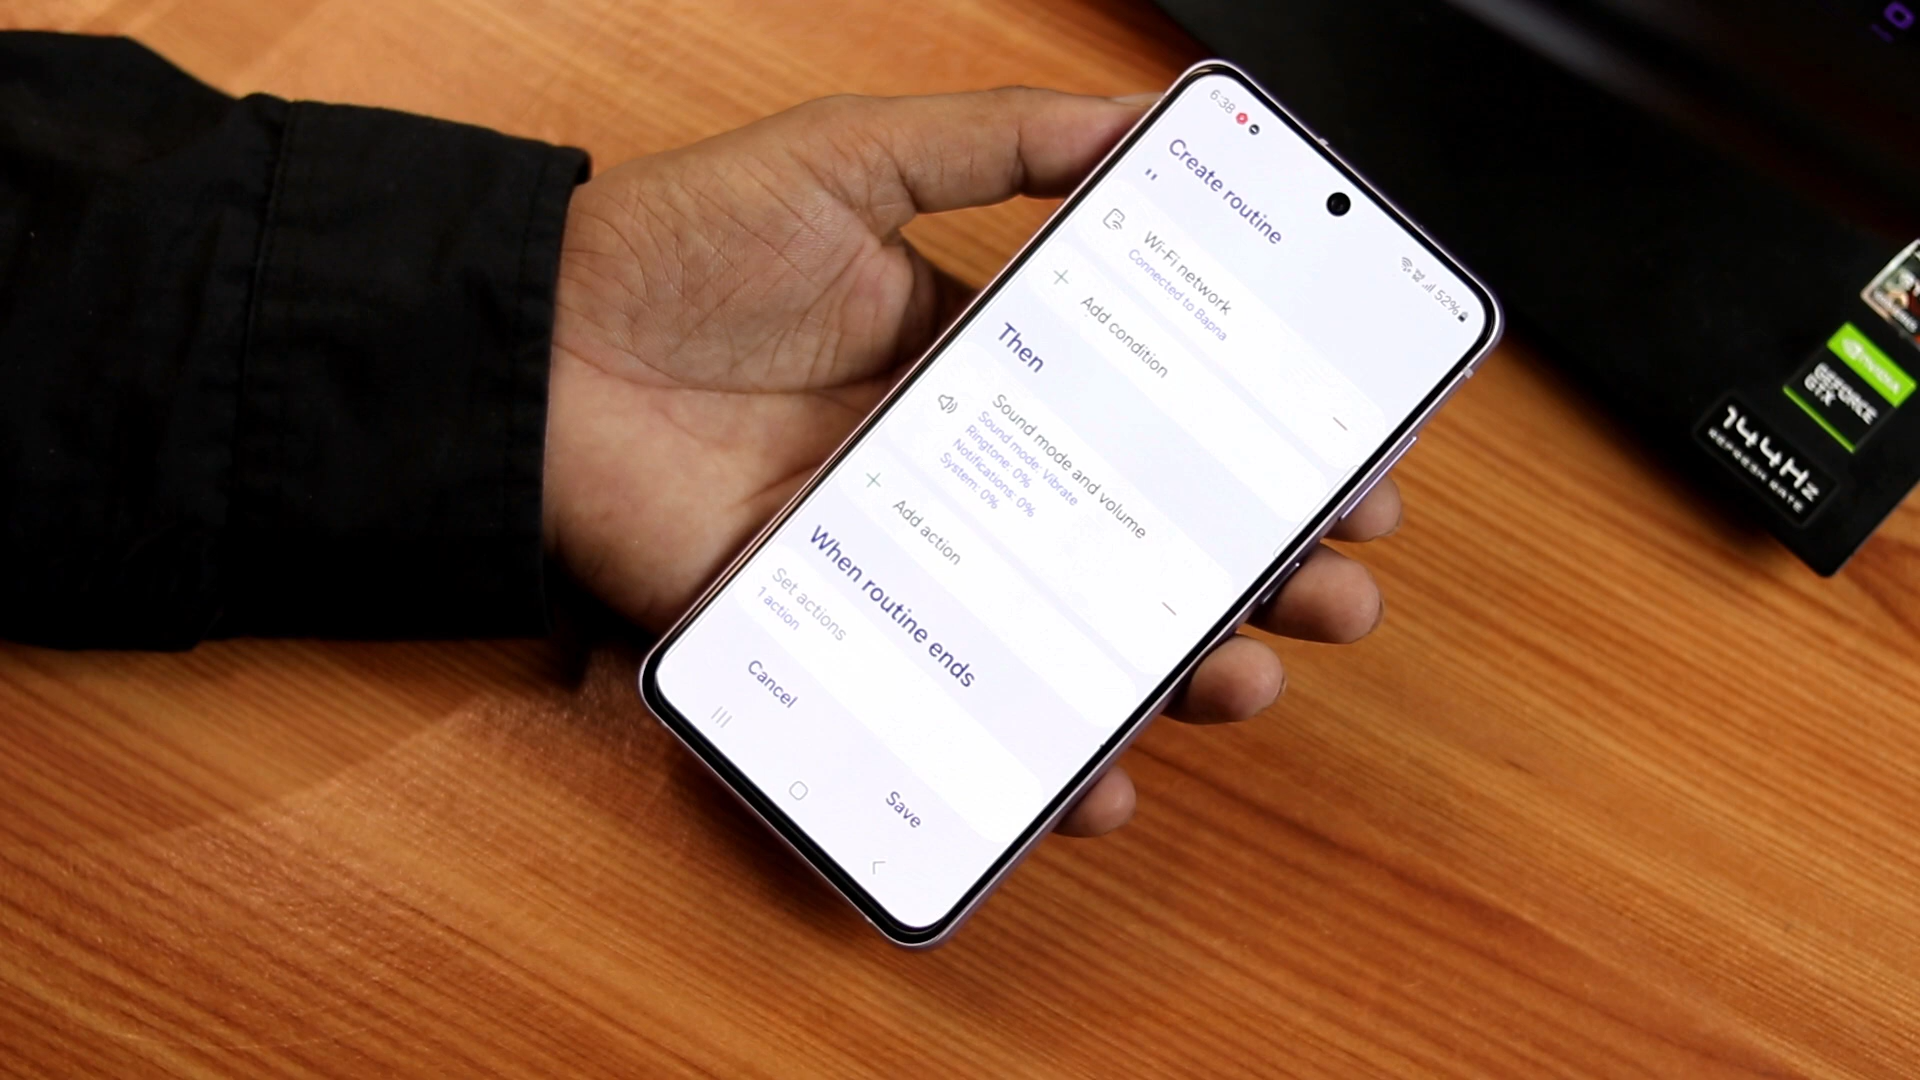 6:38
52%
Create routine
Wi-Fi network
Connected to Bapna
Add condition
Then
Sound mode and volume
Sound mode: Vibrate
Ringtone: 0%
Notifications: 0%
System: 0%
Add action
When routine ends
Set actions
1 action
Cancel
Save
NVIDIA
GEFORCE
GTX
144Hz
REFRESH RATE